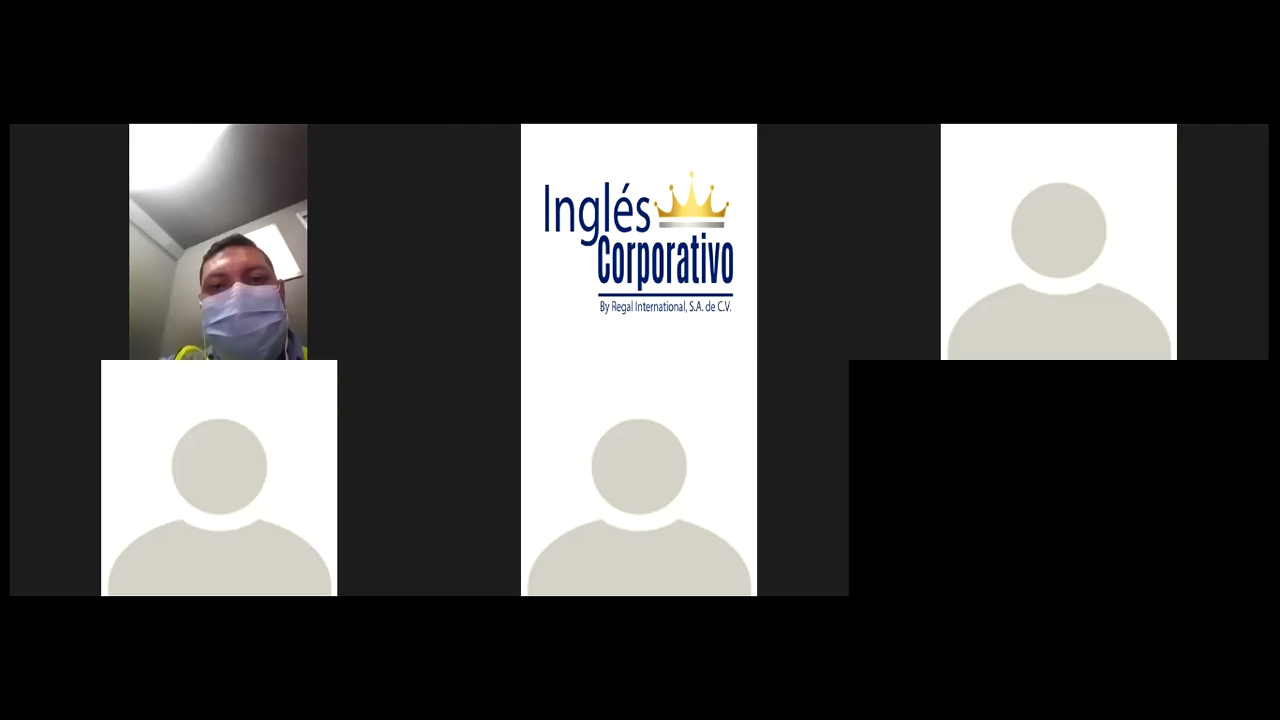 Inglés
Corporativo
By Regal International, S.A. de C.V.